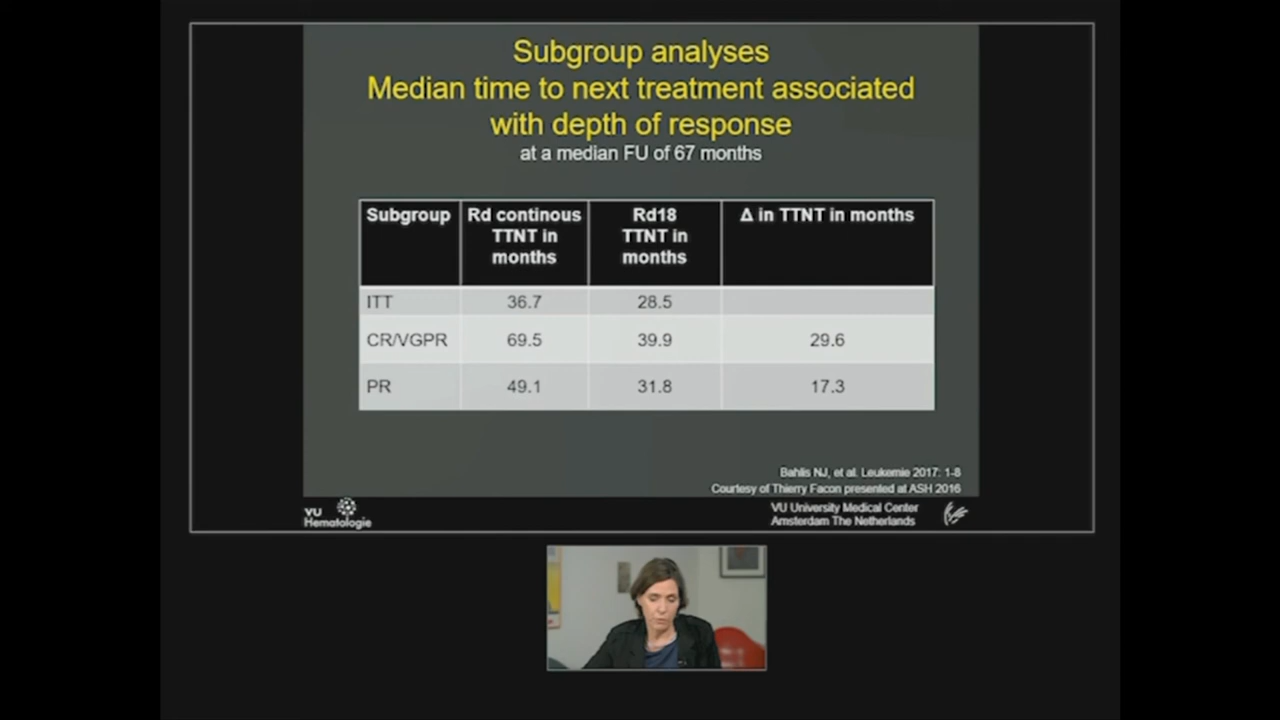 Subgroup analyses
Median time to next treatment associated
with depth of response
at a median FU of 67 months
Subgroup Rd continous TTNT in months Rd18 TTNT in months Δ in TTNT in months
ITT 36.7 28.5
CR/VGPR 69.5 39.9 29.6
PR 49.1 31.8 17.3
Bahlis NJ, et al. Leukemie 2017: 1-8
Courtesy of Thierry Facon presented at ASH 2016
VU
Hematologie
VU University Medical Center
Amsterdam The Netherlands